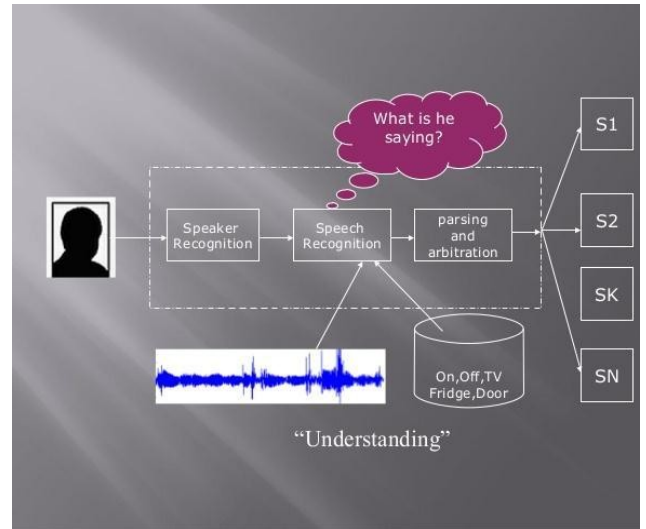 What is he
saying?
S1
Speaker
Recognition
Speech
Recognition
parsing
and
arbitration
S2
SK
On,Off,TV
Fridge,Door
SN
“Understanding”